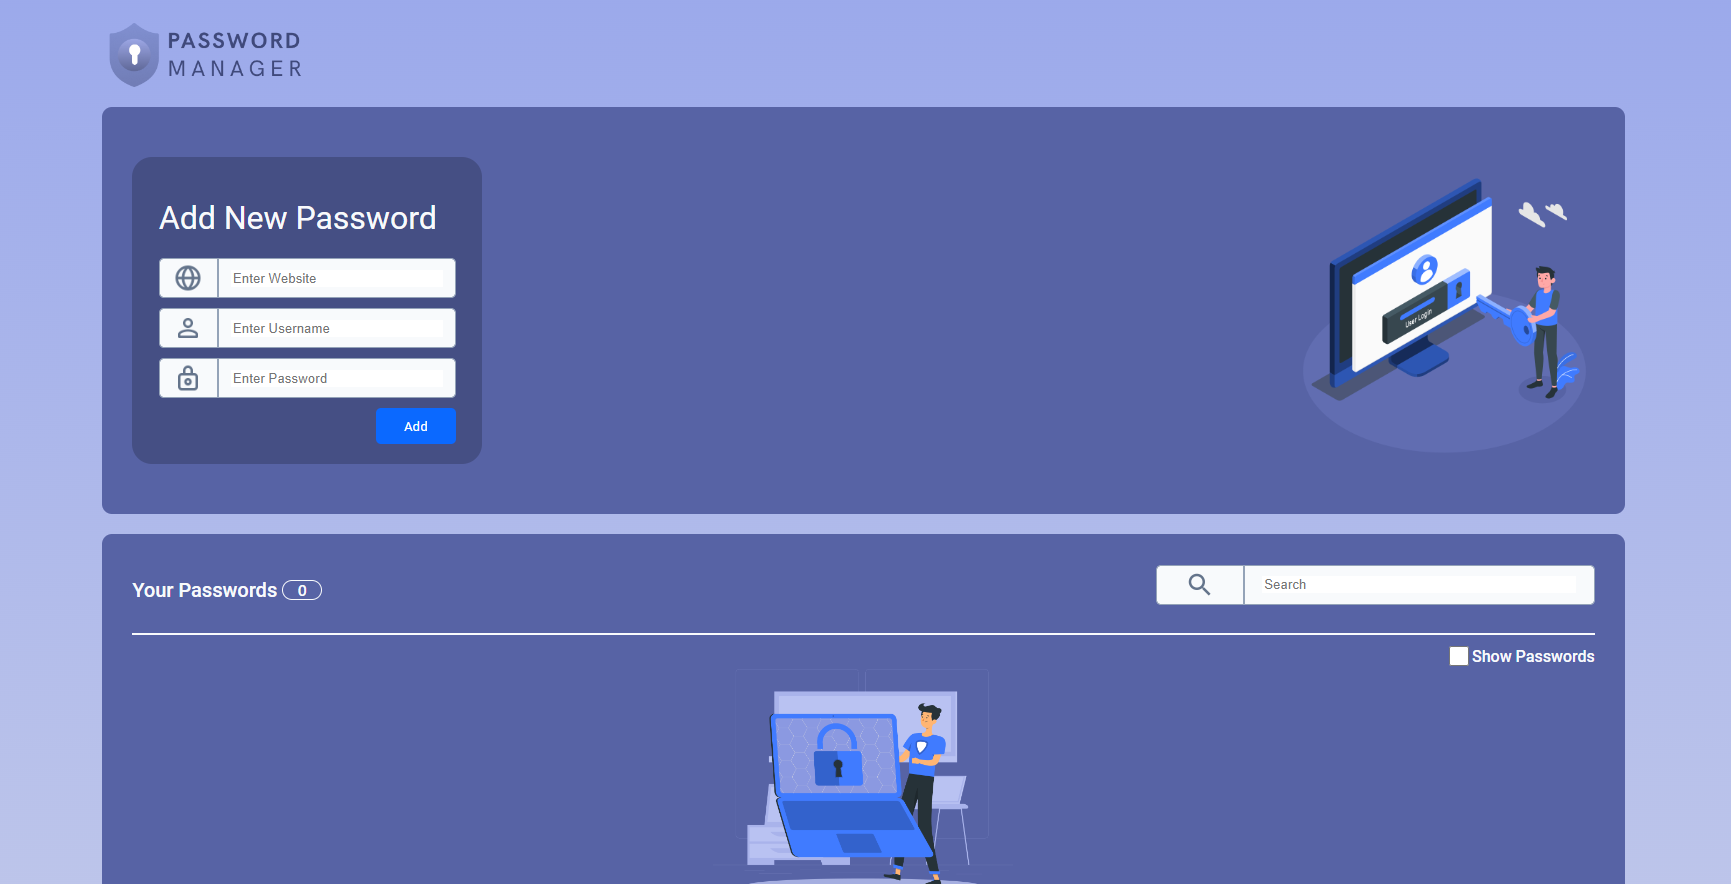 PASSWORD
MANAGER
Add New Password
Enter Website
Enter Username
Enter Password
Add
User Login
Your Passwords 0
Search
Show Passwords